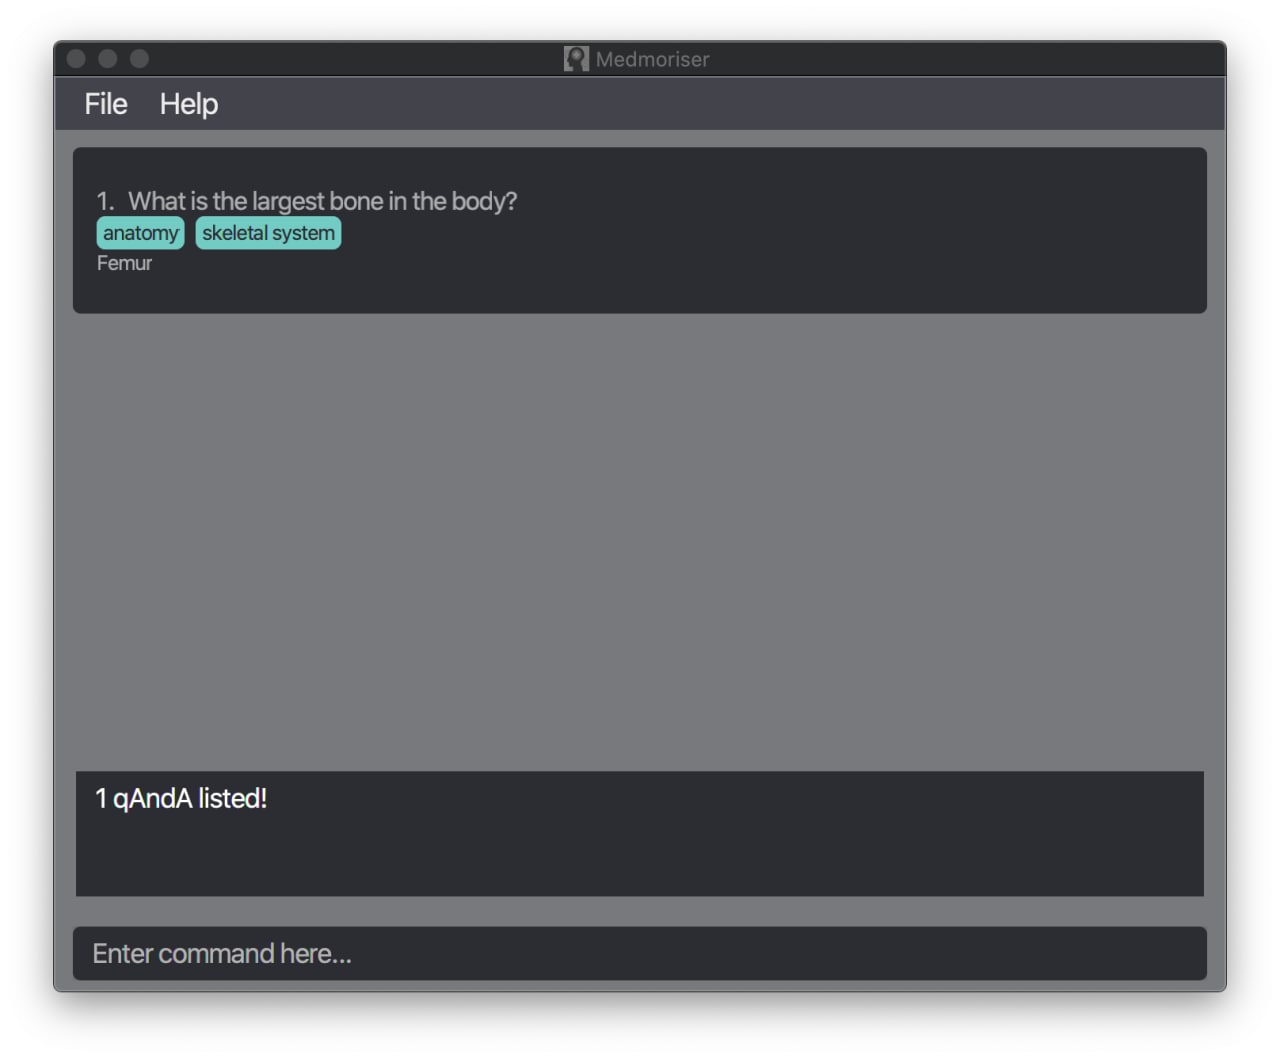 Medmoriser
File Help
1. What is the largest bone in the body?
anatomy skeletal system
Femur
1 qAndA listed!
Enter command here...